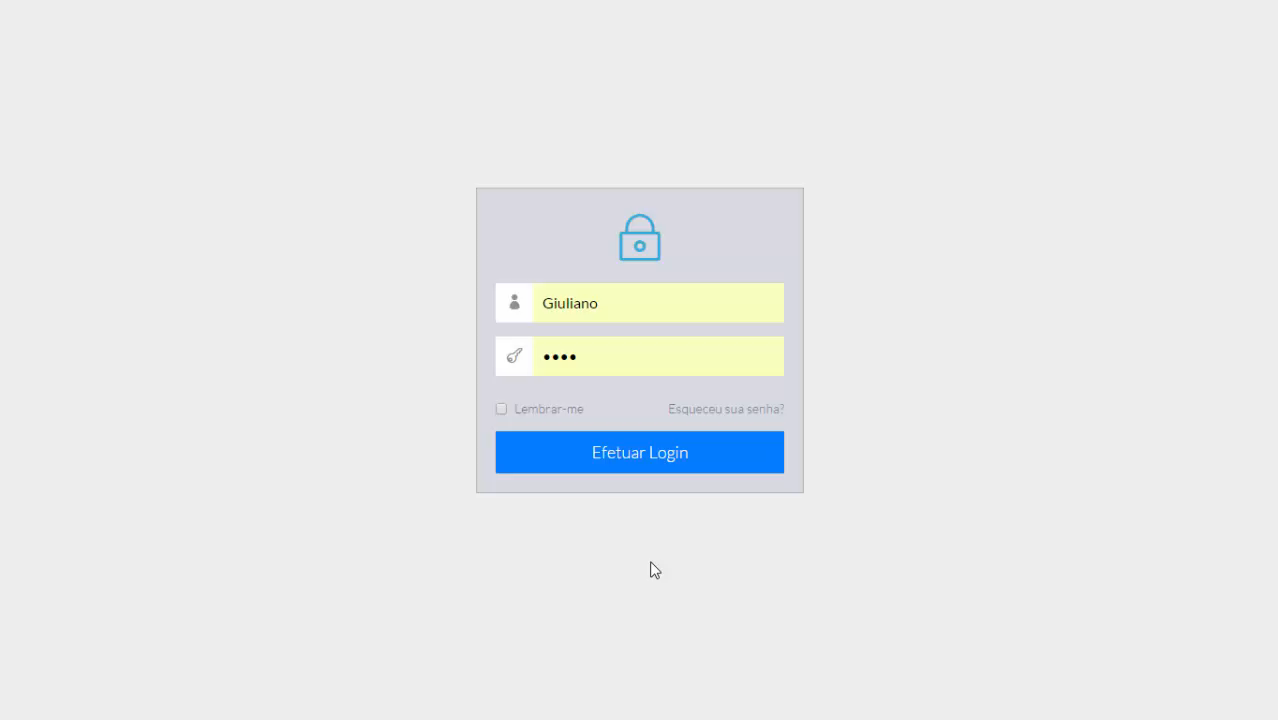 Giuliano
••••
Lembrar-me Esqueceu sua senha?
Efetuar Login